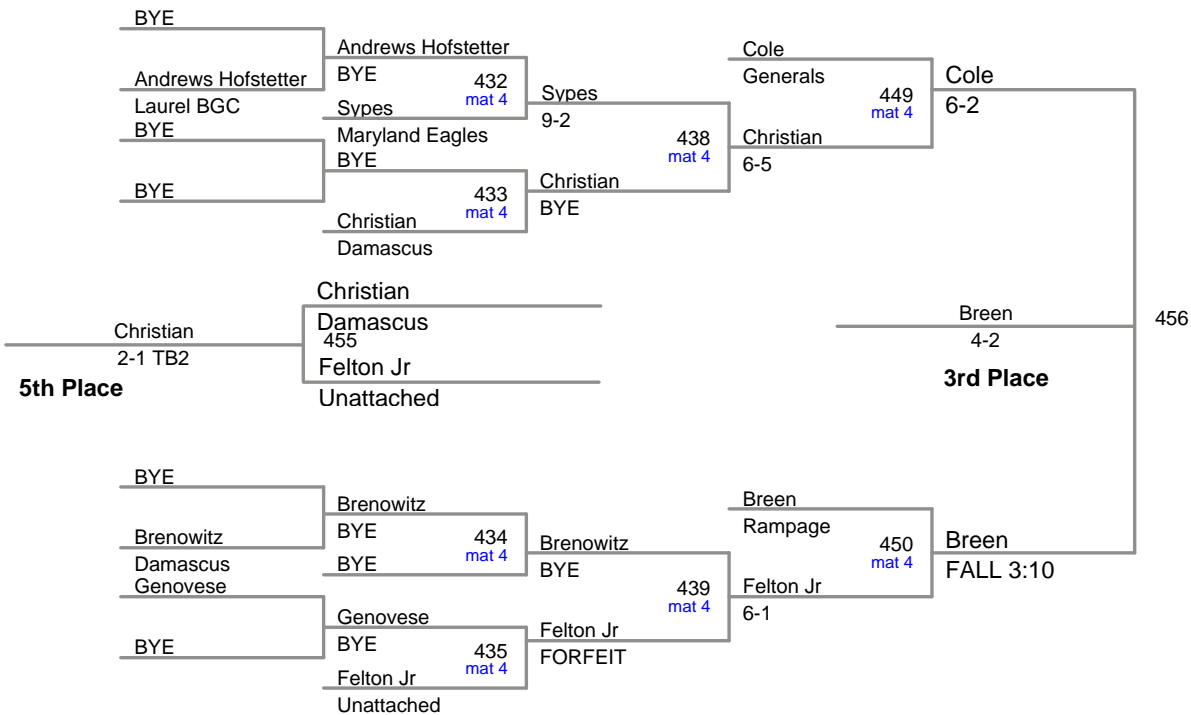 BYE
Andrews Hofstetter
Cole
Andrews Hofstetter
BYE
432
mat 4
Generals
449
mat 4
Cole
6-2
Laurel BGC
Sypes
Sypes
9-2
BYE
Maryland Eagles
438
mat 4
Christian
6-5
BYE
BYE
433
mat 4
Christian
BYE
Christian
Damascus
Christian
Damascus
455
Felton Jr
Unattached
Christian
2-1 TB2
5th Place
Breen
4-2
3rd Place
456
BYE
Brenowitz
Breen
Brenowitz
BYE
434
mat 4
Rampage
450
mat 4
Breen
FALL 3:10
Damascus
BYE
Brenowitz
BYE
Genovese
439
mat 4
Felton Jr
6-1
Genovese
BYE
BYE
435
mat 4
Felton Jr
FORFEIT
Felton Jr
Unattached